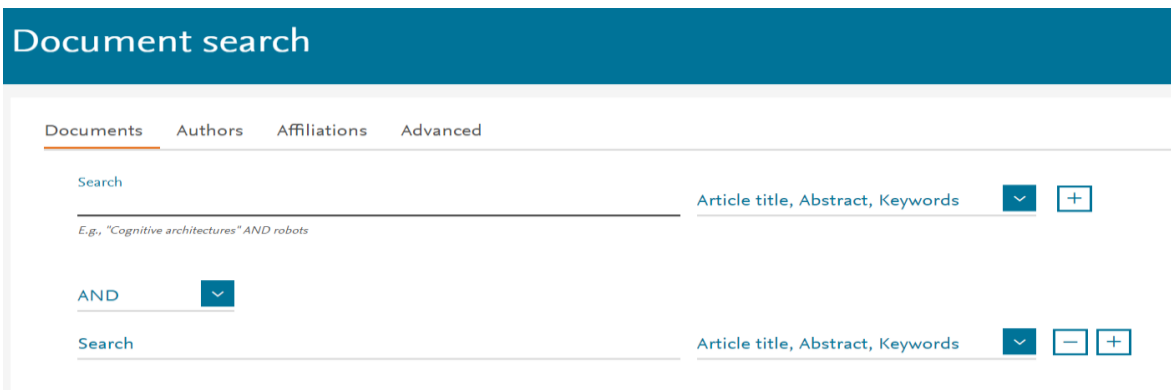 Document search
Documents Authors Affiliations Advanced
Search
Article title, Abstract, Keywords
E.g., "Cognitive architectures" AND robots
AND
Search Article title, Abstract, Keywords